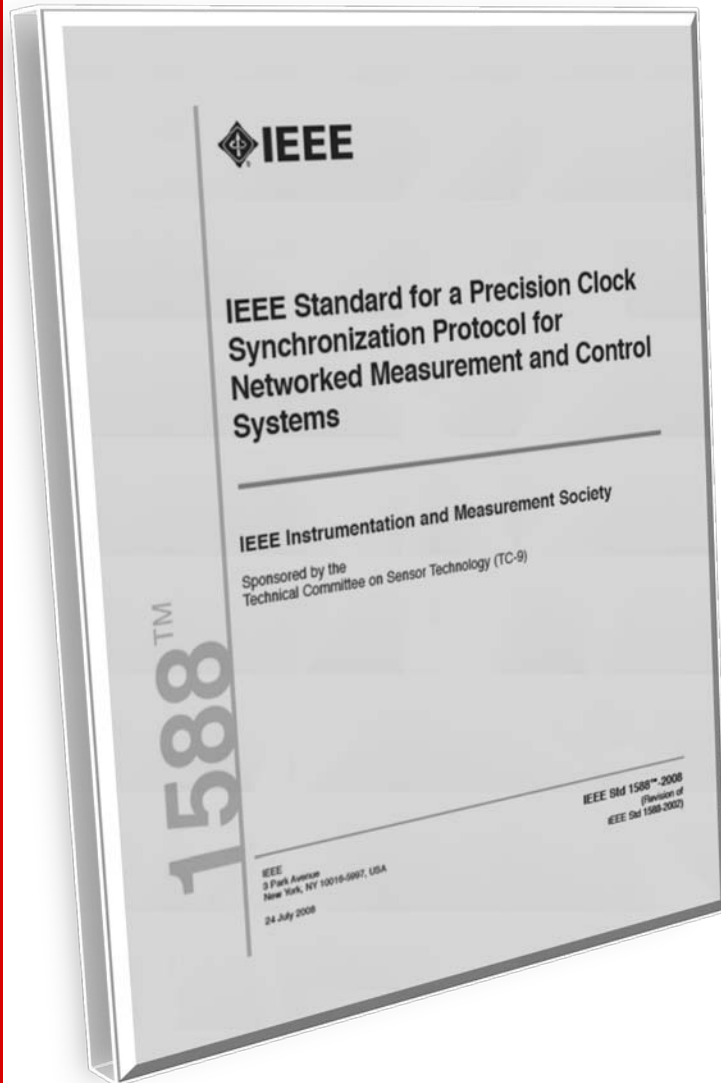 IEEE
IEEE Standard for a Precision Clock
Synchronization Protocol for
Networked Measurement and Control
Systems
IEEE Instrumentation and Measurement Society
Sponsored by the
Technical Committee on Sensor Technology (TC-9)
1588™
IEEE Std 1588™-2008
(Revision of
IEEE Std 1588-2002)
IEEE
3 Park Avenue
New York, NY 10016-5997, USA
24 July 2008